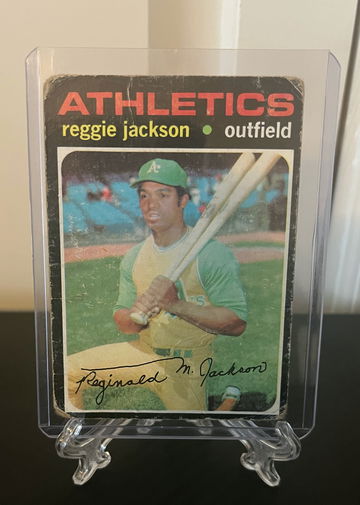 ATHLETICS
reggie jackson • outfield
A's
Reginald M. Jackson